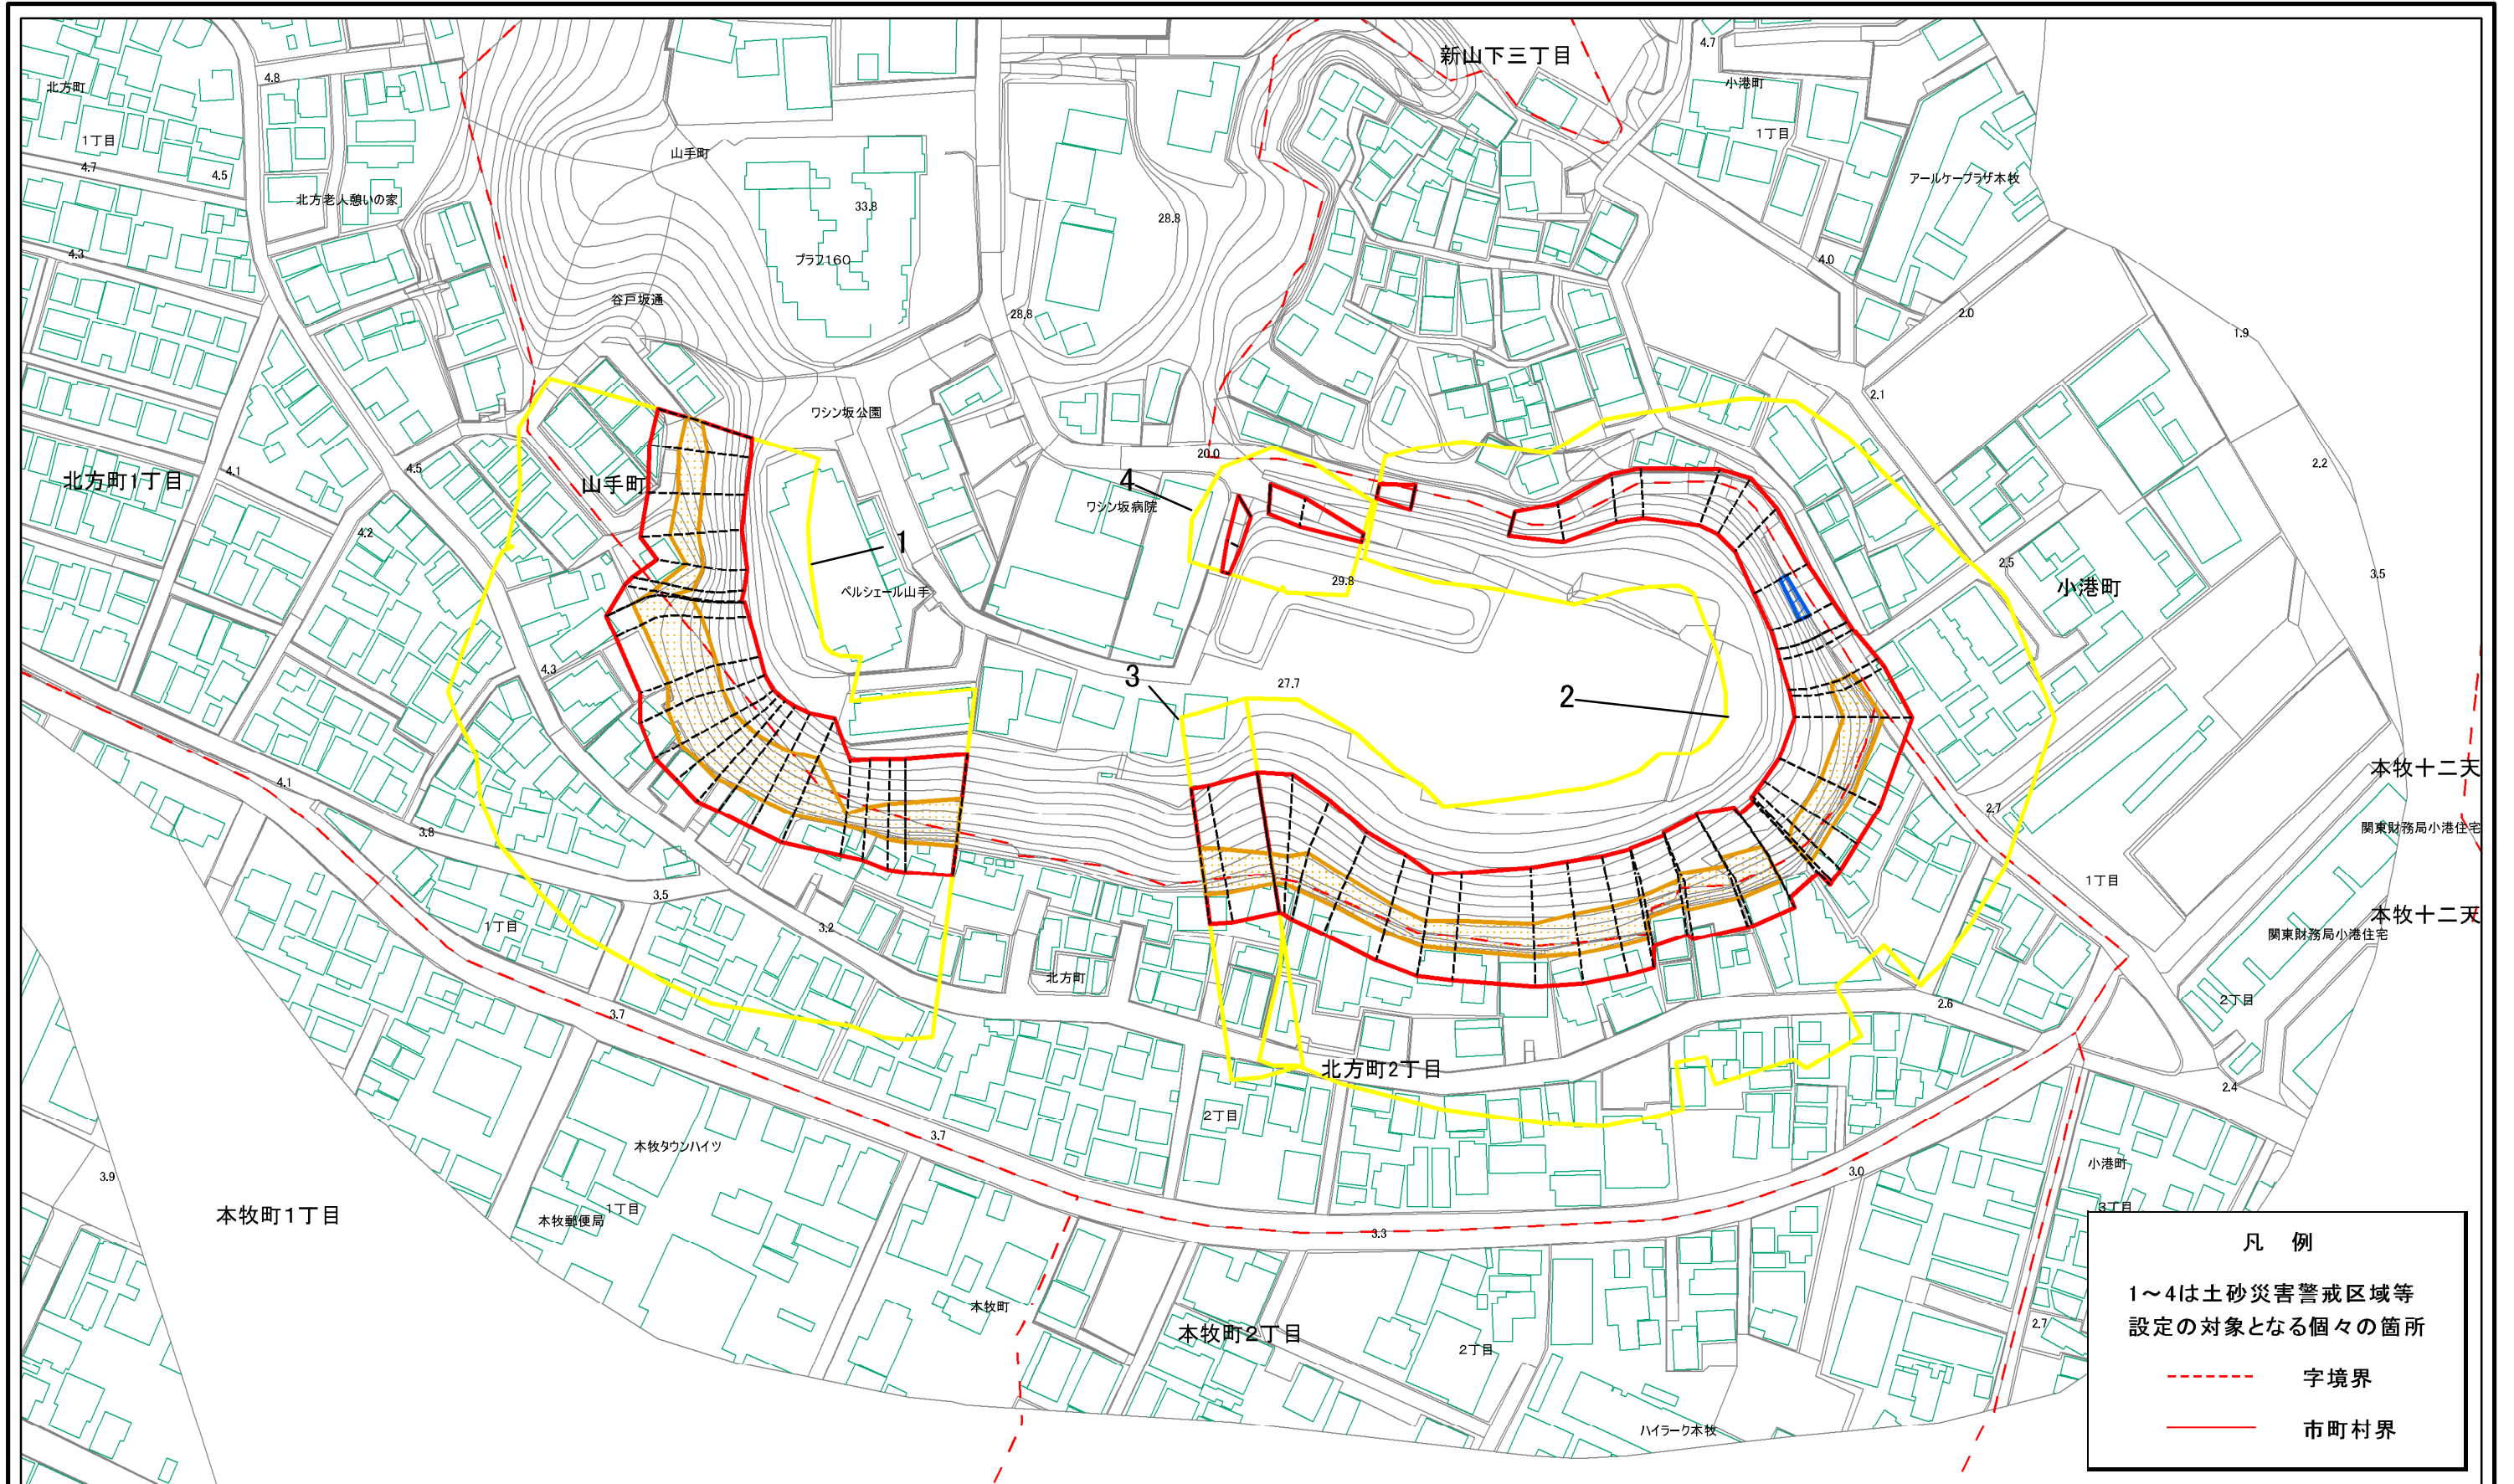 新山下三丁目
4.7
小港町
北方町
4.8
1丁目
1丁目
山手町
4.7
4.5
アールケープラザ本牧
北方老人憩いの家
33.8
28.8
4.3
ブラフ160
4.0
谷戸坂通
28.8
2.0
1.9
2.1
ワシン坂公園
20.0
4.1
4.5
2.2
北方町1丁目
山手町
4
ワシン坂病院
4.2
1
2.5
3.5
29.8
小港町
ベルシェール山手
4.3
3
27.7
2
本牧十二天
4.1
2.7
関東財務局小港住宅
3.8
1丁目
3.5
本牧十二天
1丁目
3.2
関東財務局小港住宅
北方町
2丁目
2.6
3.7
北方町2丁目
2.4
2丁目
3.7
本牧タウンハイツ
3.9
3.0
小港町
1丁目
3丁目
本牧町1丁目
本牧郵便局
3.3
凡 例
1～4は土砂災害警戒区域等
設定の対象となる個々の箇所
字境界
市町村界
本牧町
本牧町2丁目
2.7
2丁目
ハイラーク本牧